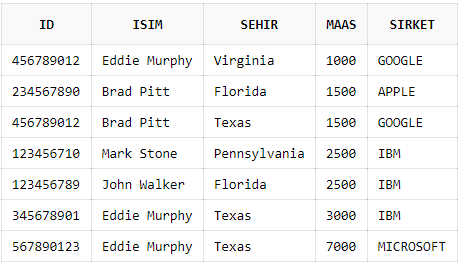 ID ISIM SEHIR MAAS SIRKET
456789012 Eddie Murphy Virginia 1000 GOOGLE
234567890 Brad Pitt Florida 1500 APPLE
456789012 Brad Pitt Texas 1500 GOOGLE
123456710 Mark Stone Pennsylvania 2500 IBM
123456789 John Walker Florida 2500 IBM
345678901 Eddie Murphy Texas 3000 IBM
567890123 Eddie Murphy Texas 7000 MICROSOFT